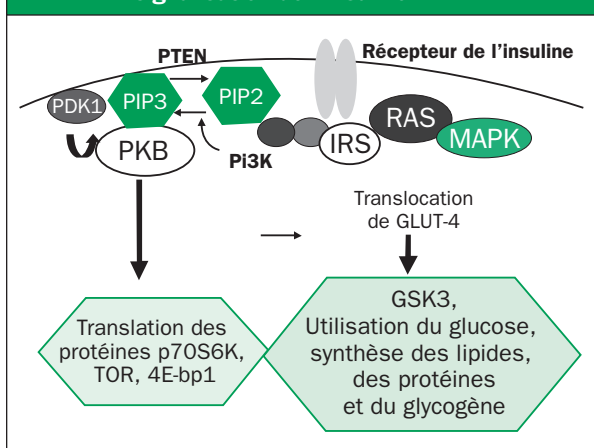 PTEN
Récepteur de l'insuline
PDK1
PIP3
PIP2
RAS
MAPK
IRS
PKB
Pi3K
Translocation
de GLUT-4
Translation des
protéines p70S6K,
TOR, 4E-bp1
GSK3,
Utilisation du glucose,
synthèse des lipides,
des protéines
et du glycogène